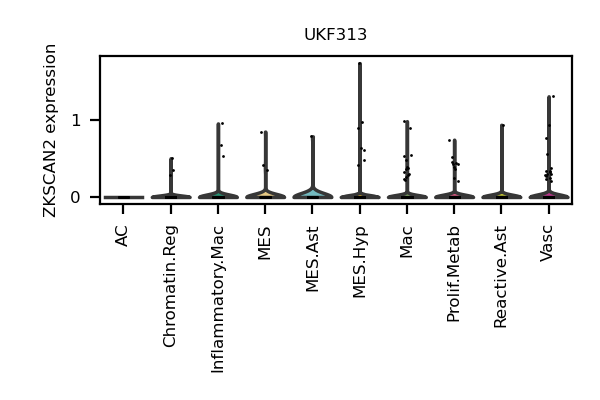 UKF313
ZKSCAN2 expression
1
0
AC
Chromatin.Reg
Inflammatory.Mac
MES
MES.Ast
MES.Hyp
Mac
Prolif.Metab
Reactive.Ast
Vasc